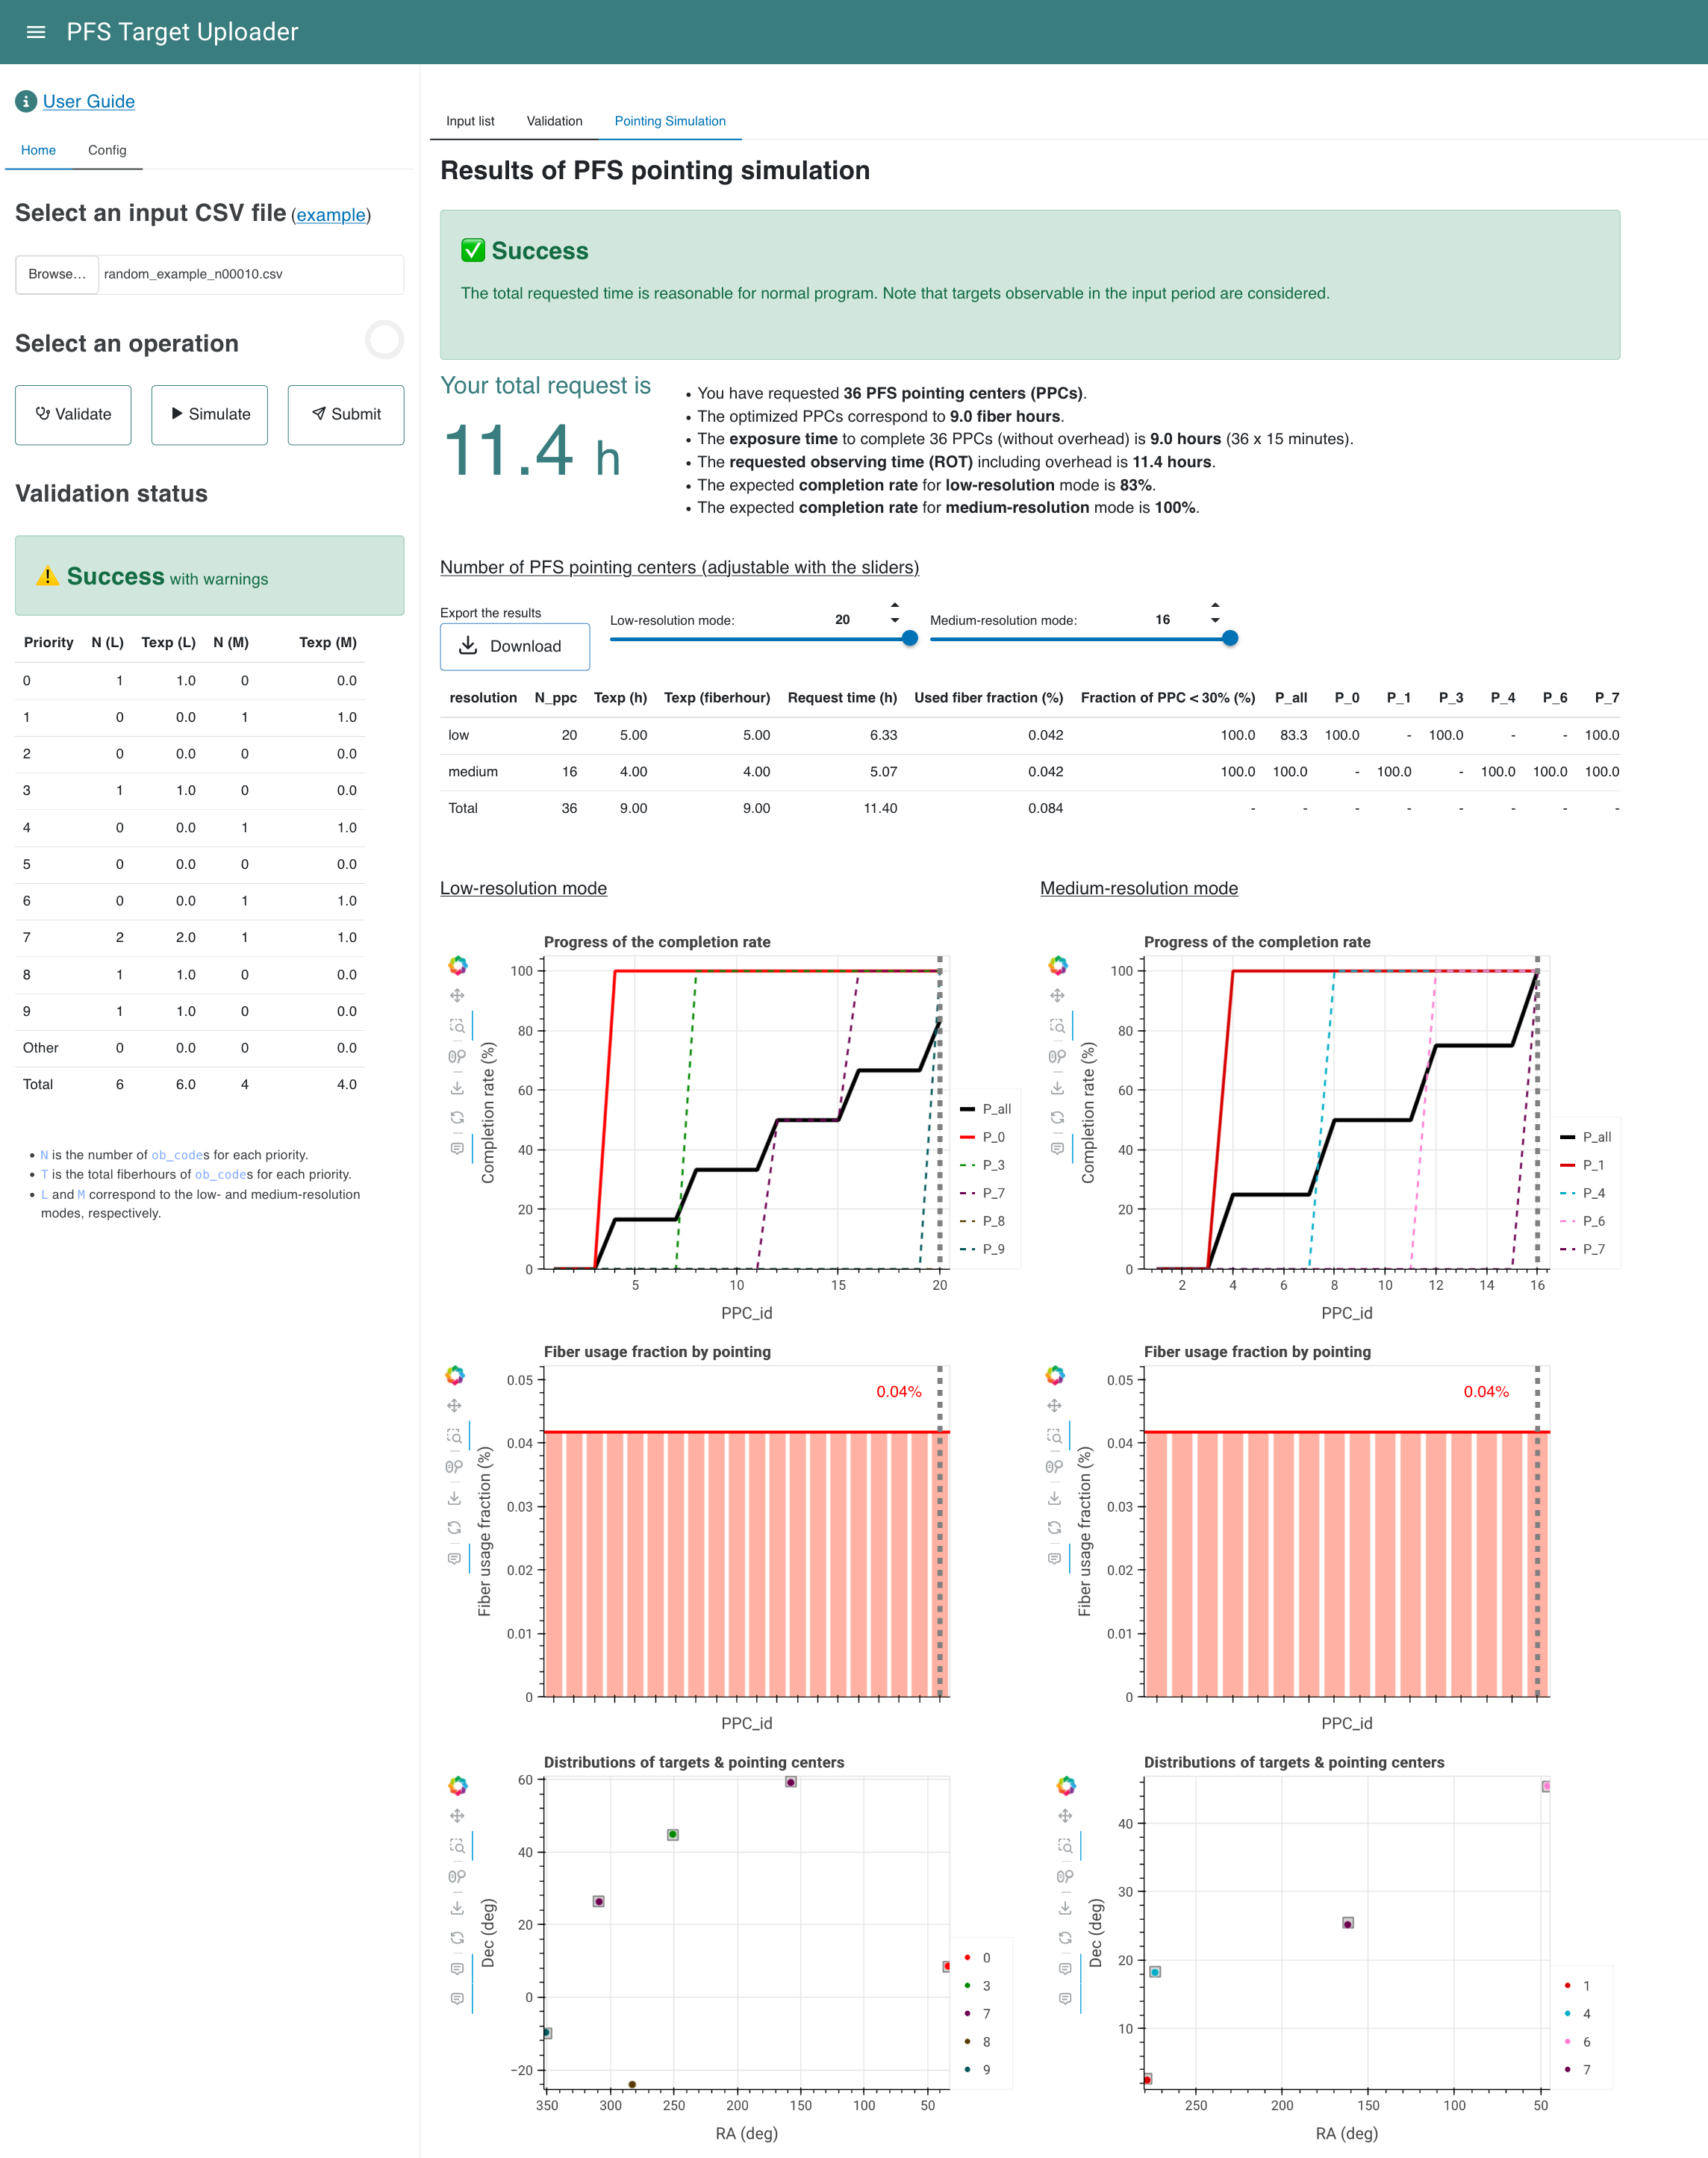 PFS Target Uploader
User Guide
Home Config
Select an input CSV file (example)
Browse... random_example_n00010.csv
Select an operation
Validate Simulate Submit
Validation status
Success with warnings
Priority N (L) Texp (L) N (M) Texp (M)
0 1 1.0 0 0.0
1 0 0.0 1 1.0
2 0 0.0 0 0.0
3 1 1.0 0 0.0
4 0 0.0 1 1.0
5 0 0.0 0 0.0
6 0 0.0 1 1.0
7 2 2.0 1 1.0
8 1 1.0 0 0.0
9 1 1.0 0 0.0
Other 0 0.0 0 0.0
Total 6 6.0 4 4.0
• N is the number of ob_codes for each priority.
• T is the total fiberhours of ob_codes for each priority.
• L and M correspond to the low- and medium-resolution
modes, respectively.
Input list Validation Pointing Simulation
Results of PFS pointing simulation
Success
The total requested time is reasonable for normal program. Note that targets observable in the input period are considered.
Your total request is
11.4 h
• You have requested 36 PFS pointing centers (PPCs).
• The optimized PPCs correspond to 9.0 fiber hours.
• The exposure time to complete 36 PPCs (without overhead) is 9.0 hours (36 x 15 minutes).
• The requested observing time (ROT) including overhead is 11.4 hours.
• The expected completion rate for low-resolution mode is 83%.
• The expected completion rate for medium-resolution mode is 100%.
Number of PFS pointing centers (adjustable with the sliders)
Export the results
Download
Low-resolution mode: 20
Medium-resolution mode: 16
resolution N_ppc Texp (h) Texp (fiberhour) Request time (h) Used fiber fraction (%) Fraction of PPC < 30% (%) P_all P_0 P_1 P_3 P_4 P_6 P_7
low 20 5.00 5.00 6.33 0.042 100.0 83.3 100.0 - 100.0 - - 100.0
medium 16 4.00 4.00 5.07 0.042 100.0 100.0 - 100.0 - 100.0 100.0 100.0
Total 36 9.00 9.00 11.40 0.084 - - - - - - - -
Low-resolution mode
Progress of the completion rate
Completion rate (%)
100
80
60
40
20
0
5 10 15 20
PPC_id
P_all
P_0
P_3
P_7
P_8
P_9
Fiber usage fraction by pointing
Fiber usage fraction (%)
0.05
0.04
0.03
0.02
0.01
0
0.04%
PPC_id
Distributions of targets & pointing centers
Dec (deg)
60
40
20
0
−20
350 300 250 200 150 100 50
RA (deg)
0
3
7
8
9
Medium-resolution mode
Progress of the completion rate
Completion rate (%)
100
80
60
40
20
0
2 4 6 8 10 12 14 16
PPC_id
P_all
P_1
P_4
P_6
P_7
Fiber usage fraction by pointing
Fiber usage fraction (%)
0.05
0.04
0.03
0.02
0.01
0
0.04%
PPC_id
Distributions of targets & pointing centers
Dec (deg)
40
30
20
10
250 200 150 100 50
RA (deg)
1
4
6
7